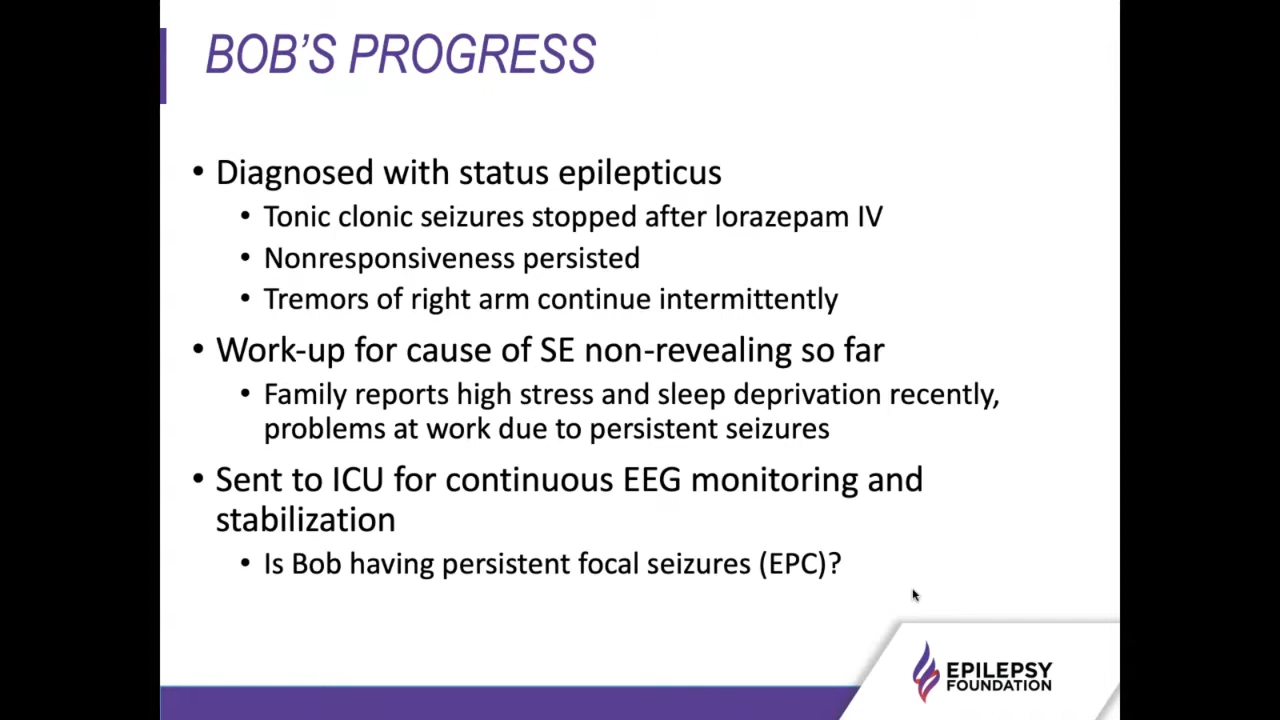 BOB'S PROGRESS
• Diagnosed with status epilepticus
• Tonic clonic seizures stopped after lorazepam IV
• Nonresponsiveness persisted
• Tremors of right arm continue intermittently
• Work-up for cause of SE non-revealing so far
• Family reports high stress and sleep deprivation recently,
problems at work due to persistent seizures
• Sent to ICU for continuous EEG monitoring and
stabilization
• Is Bob having persistent focal seizures (EPC)?
EPILEPSY
FOUNDATION